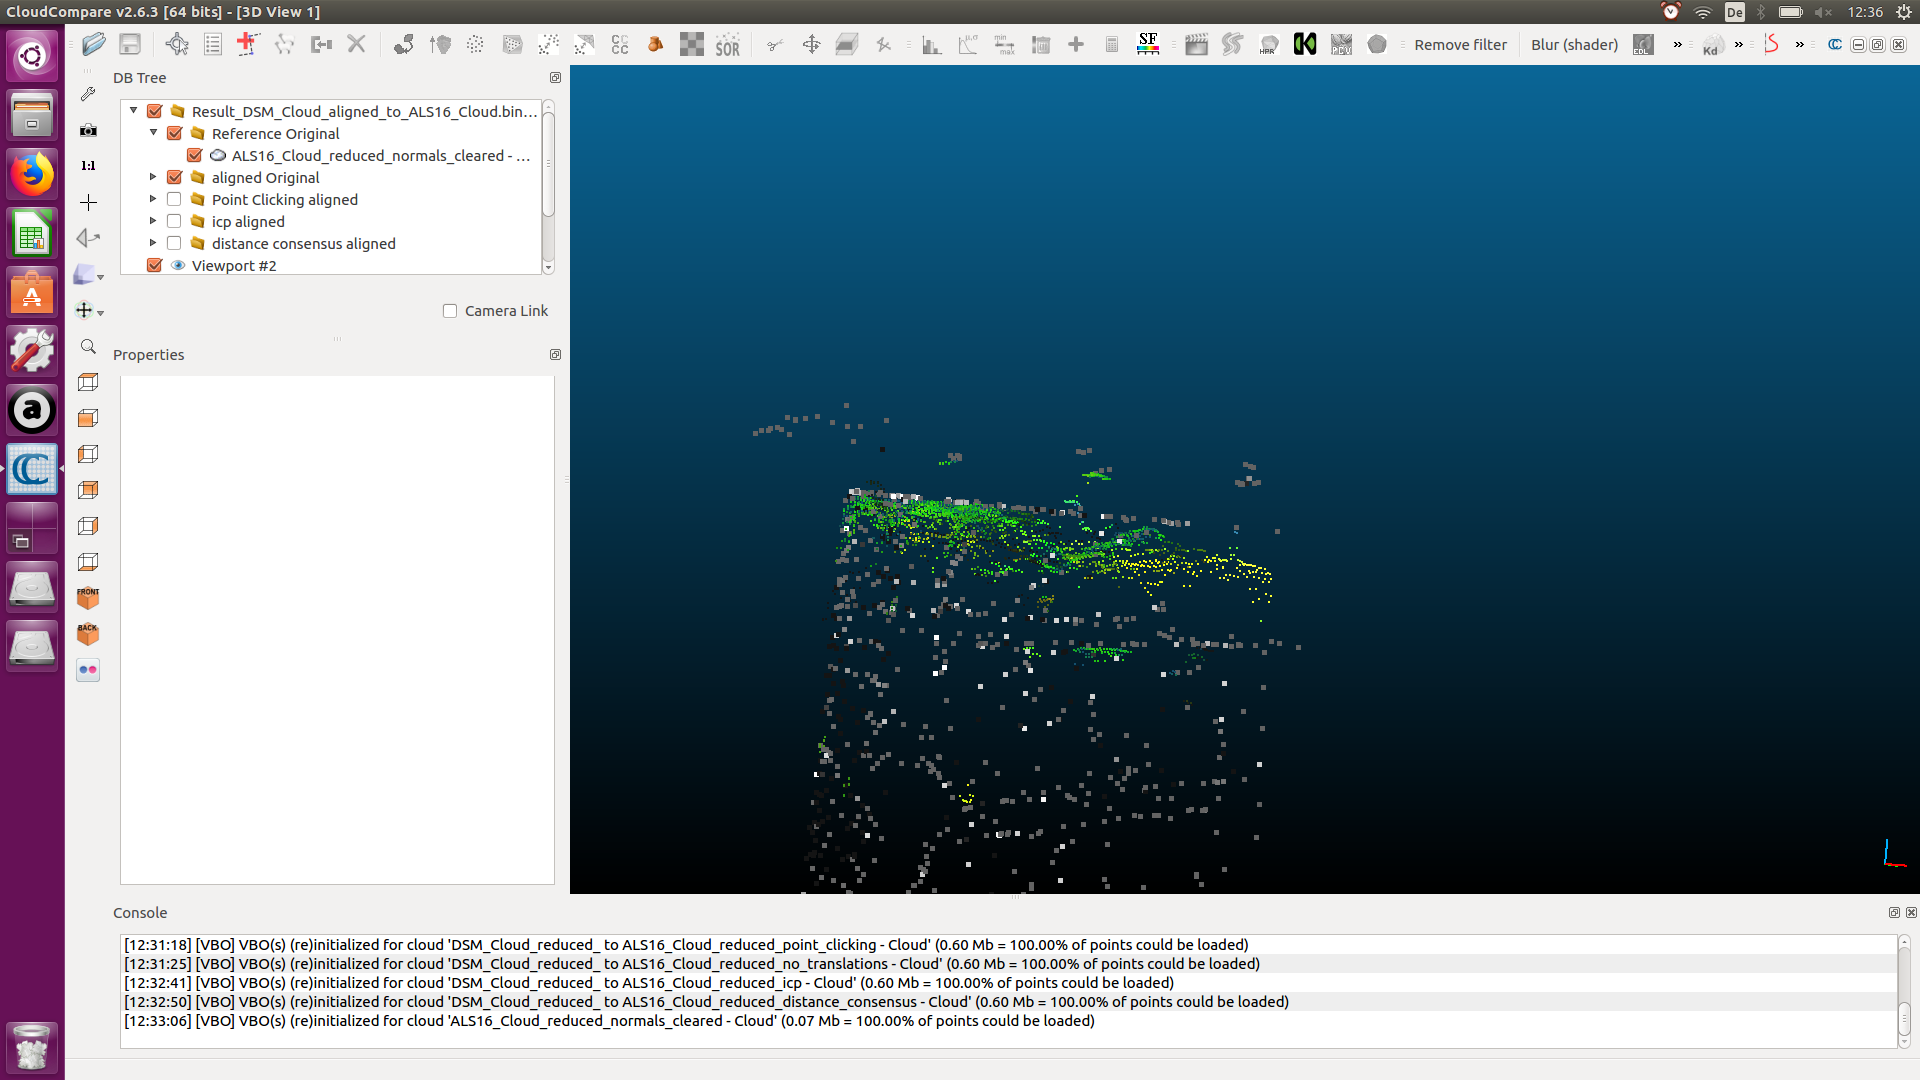 CloudCompare v2.6.3 [64 bits] - [3D View 1]
De
12:36
CC
CC
SOR
SF
HPR
PCV
Remove filter
Blur (shader)
EDL
Kd
DB Tree
Result_DSM_Cloud_aligned_to_ALS16_Cloud.bin...
Reference Original
ALS16_Cloud_reduced_normals_cleared - ...
aligned Original
Point Clicking aligned
icp aligned
distance consensus aligned
Viewport #2
1:1
Camera Link
Properties
FRONT
BACK
Console
[12:31:18] [VBO] VBO(s) (re)initialized for cloud 'DSM_Cloud_reduced_ to ALS16_Cloud_reduced_point_clicking - Cloud' (0.60 Mb = 100.00% of points could be loaded)
[12:31:25] [VBO] VBO(s) (re)initialized for cloud 'DSM_Cloud_reduced_ to ALS16_Cloud_reduced_no_translations - Cloud' (0.60 Mb = 100.00% of points could be loaded)
[12:32:41] [VBO] VBO(s) (re)initialized for cloud 'DSM_Cloud_reduced_ to ALS16_Cloud_reduced_icp - Cloud' (0.60 Mb = 100.00% of points could be loaded)
[12:32:50] [VBO] VBO(s) (re)initialized for cloud 'DSM_Cloud_reduced_ to ALS16_Cloud_reduced_distance_consensus - Cloud' (0.60 Mb = 100.00% of points could be loaded)
[12:33:06] [VBO] VBO(s) (re)initialized for cloud 'ALS16_Cloud_reduced_normals_cleared - Cloud' (0.07 Mb = 100.00% of points could be loaded)